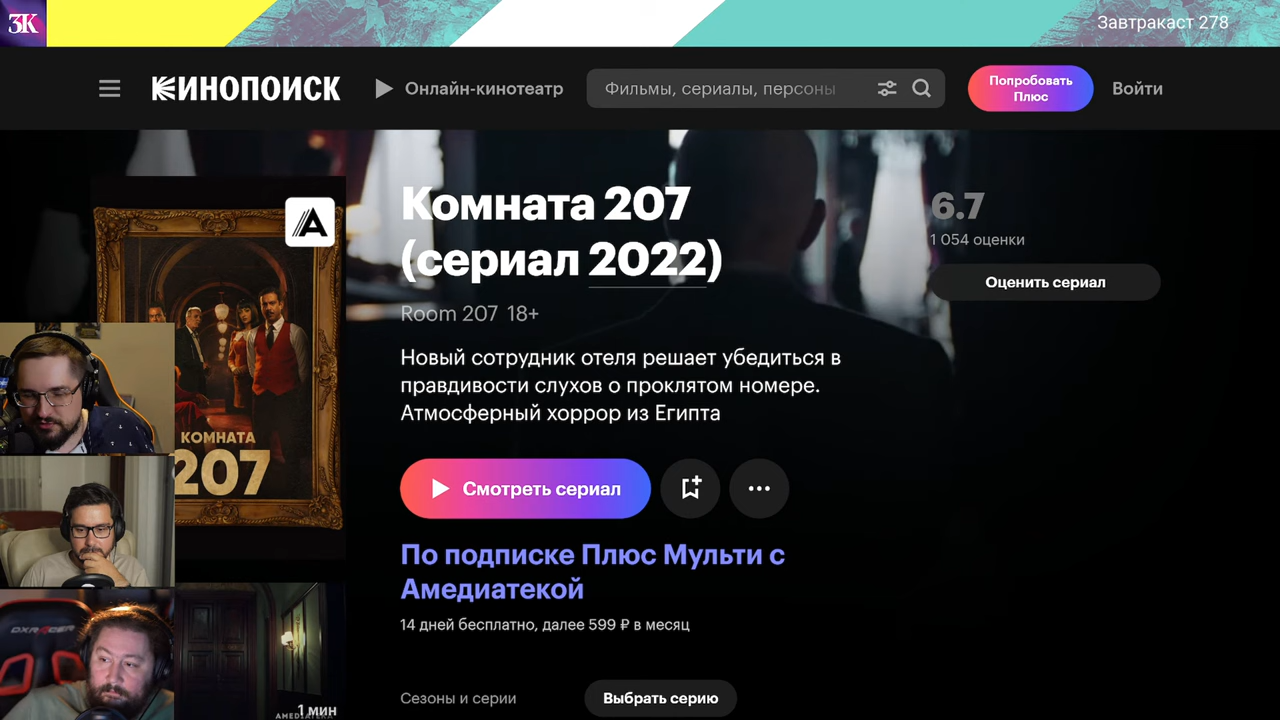 ЗК
Завтракаст 278
КИНОПОИСК
Онлайн-кинотеатр
Фильмы, сериалы, персоны
Попробовать
Плюс
Войти
A
Комната 207
(сериал 2022)
6.7
1 054 оценки
Оценить сериал
Room 207 18+
Новый сотрудник отеля решает убедиться в
правдивости слухов о проклятом номере.
Атмосферный хоррор из Египта
КОМНАТА
207
Смотреть сериал
По подписке Плюс Мульти с
Амедиатекой
14 дней бесплатно, далее 599 ₽ в месяц
DXRACER
1 мин
Сезоны и серии
Выбрать серию